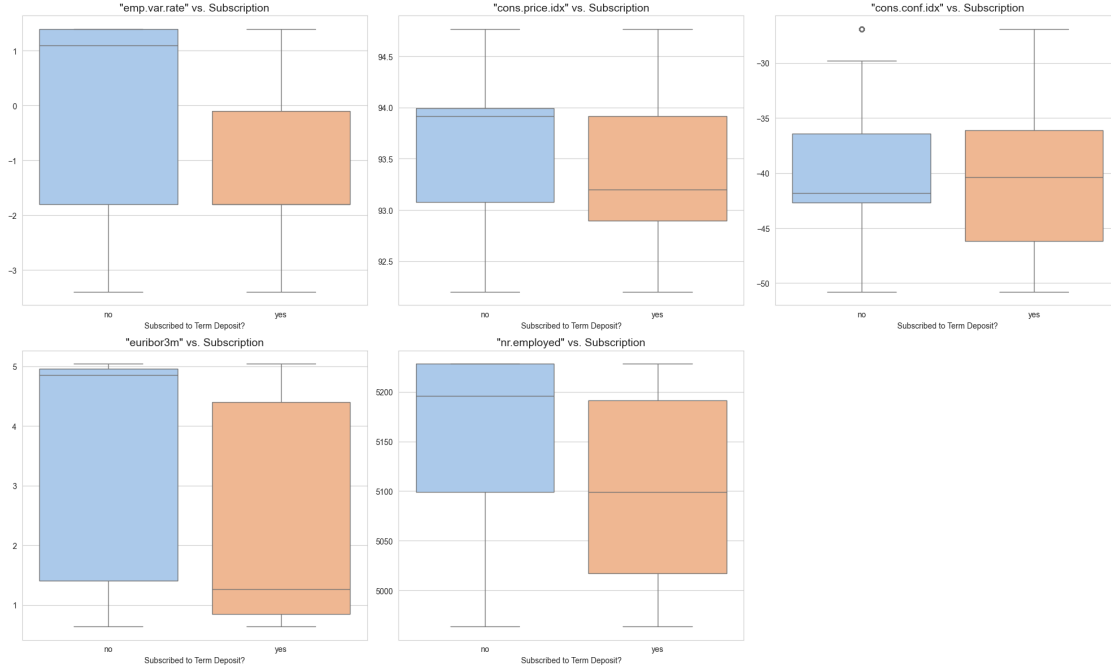 "emp.var.rate" vs. Subscription
1
0
−1
−2
−3
no
yes
Subscribed to Term Deposit?
"cons.price.idx" vs. Subscription
94.5
94.0
93.5
93.0
92.5
no
yes
Subscribed to Term Deposit?
"cons.conf.idx" vs. Subscription
−30
−35
−40
−45
−50
no
yes
Subscribed to Term Deposit?
"euribor3m" vs. Subscription
5
4
3
2
1
no
yes
Subscribed to Term Deposit?
"nr.employed" vs. Subscription
5200
5150
5100
5050
5000
no
yes
Subscribed to Term Deposit?